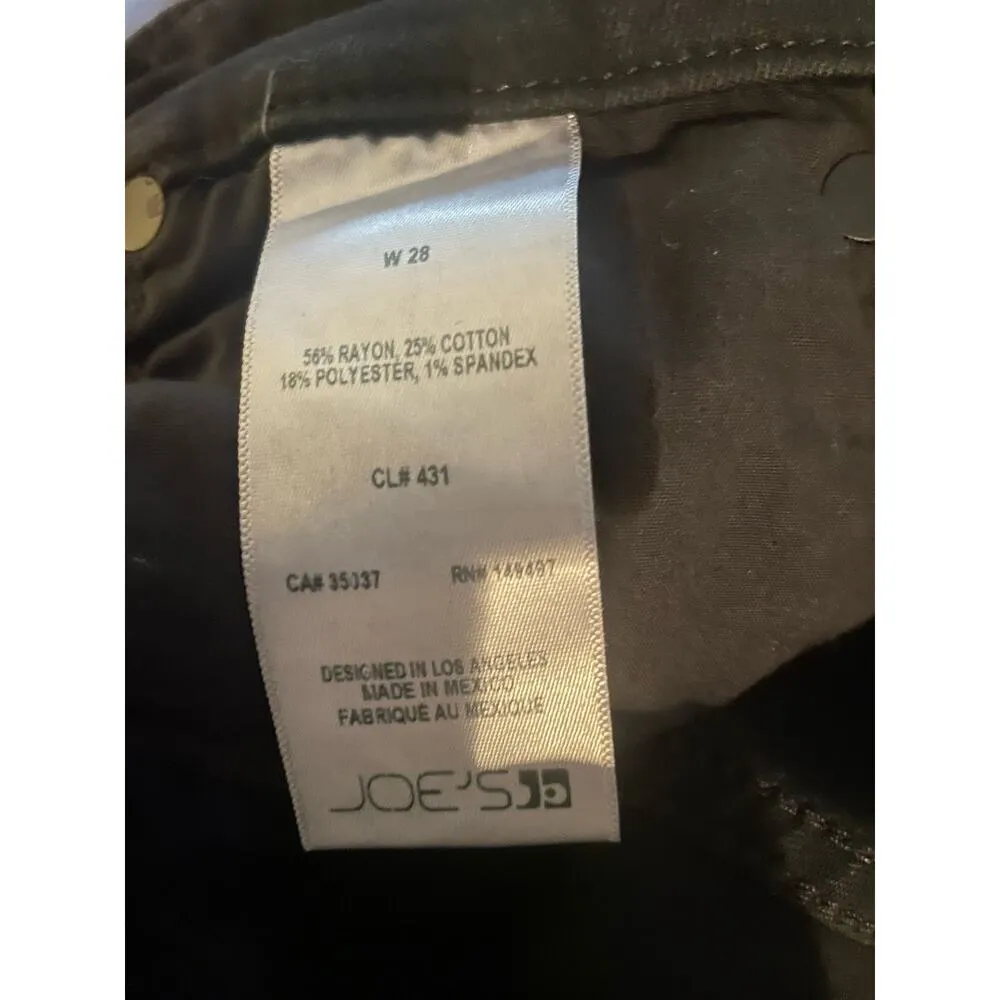 W 28
56% RAYON, 25% COTTON
18% POLYESTER, 1% SPANDEX
CL# 431
CA# 35037 RN#
DESIGNED IN LOS ANGELES
MADE IN MEXICO
FABRIQUÉ AU MEXIQUE
JOE'S